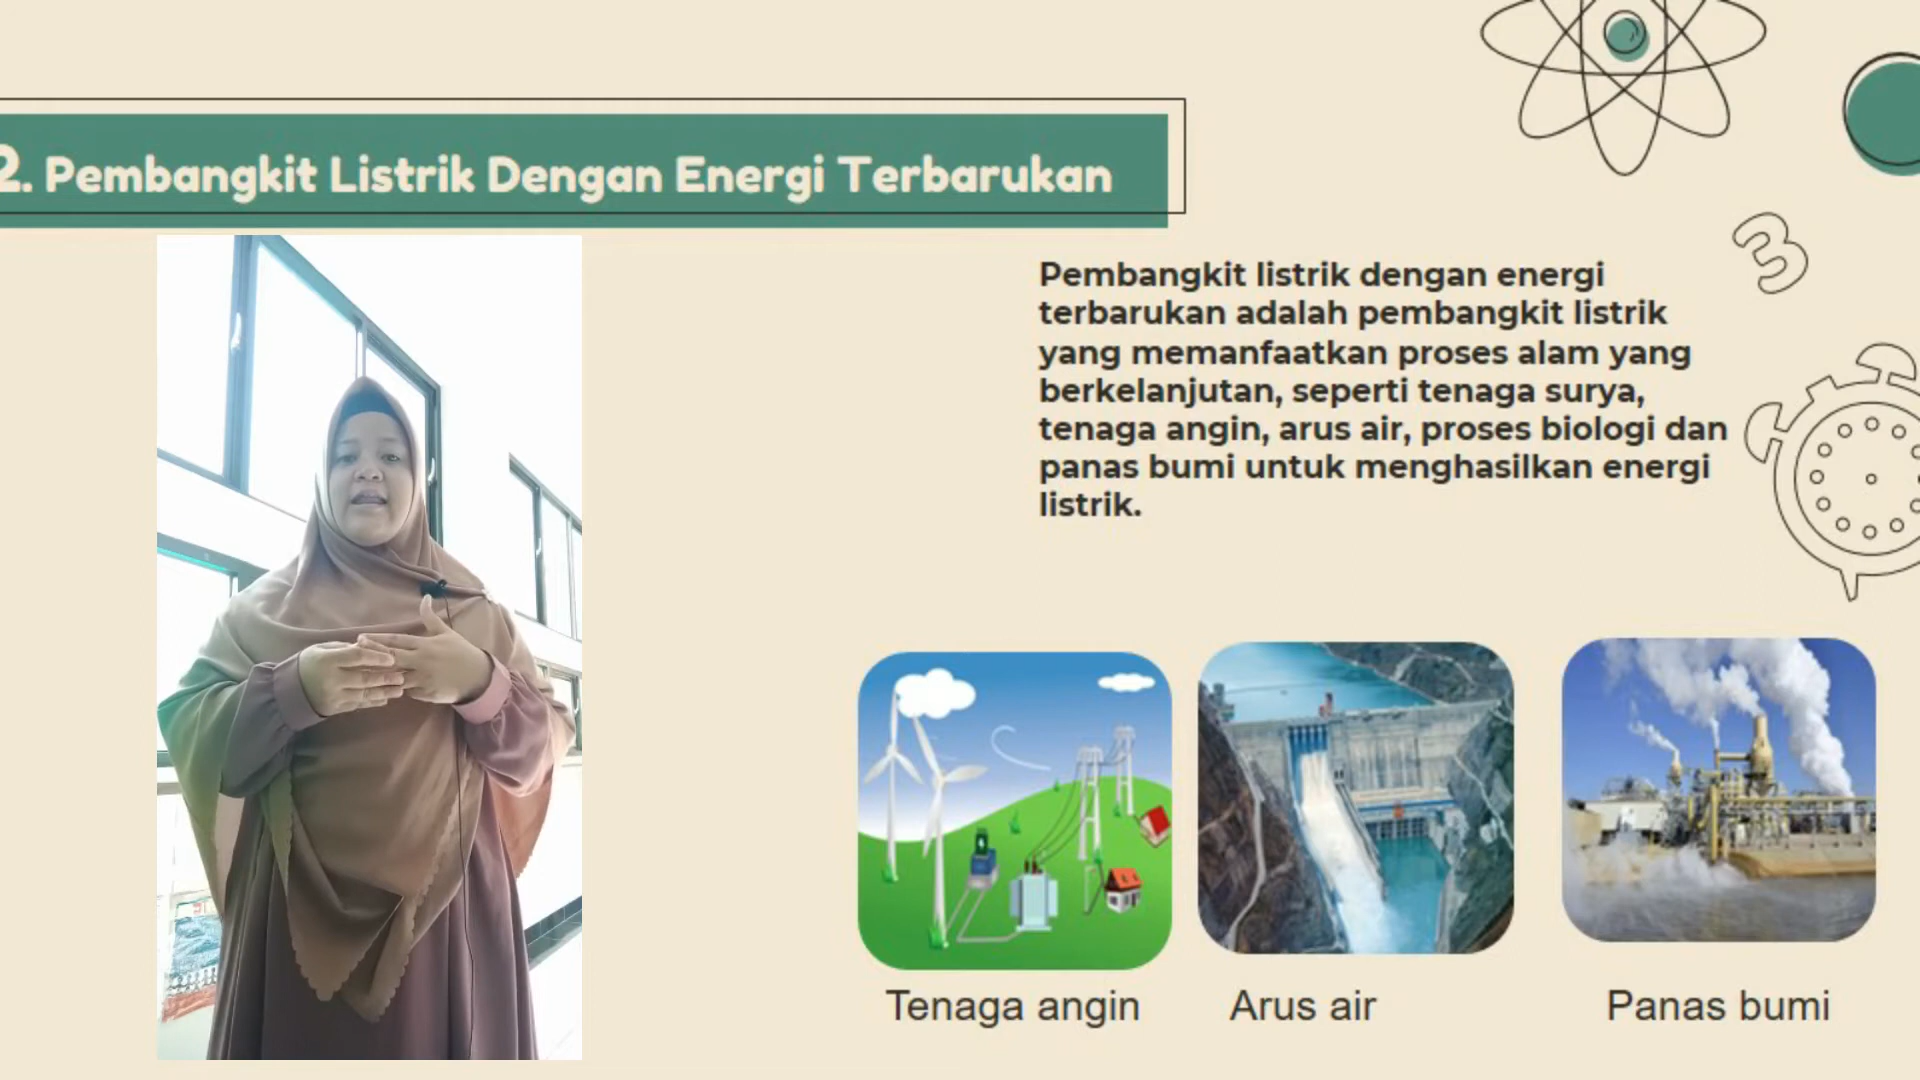 2. Pembangkit Listrik Dengan Energi Terbarukan
3
Pembangkit listrik dengan energi
terbarukan adalah pembangkit listrik
yang memanfaatkan proses alam yang
berkelanjutan, seperti tenaga surya,
tenaga angin, arus air, proses biologi dan
panas bumi untuk menghasilkan energi
listrik.
Tenaga angin
Arus air
Panas bumi